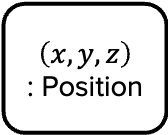 (x, y, z)
: Position